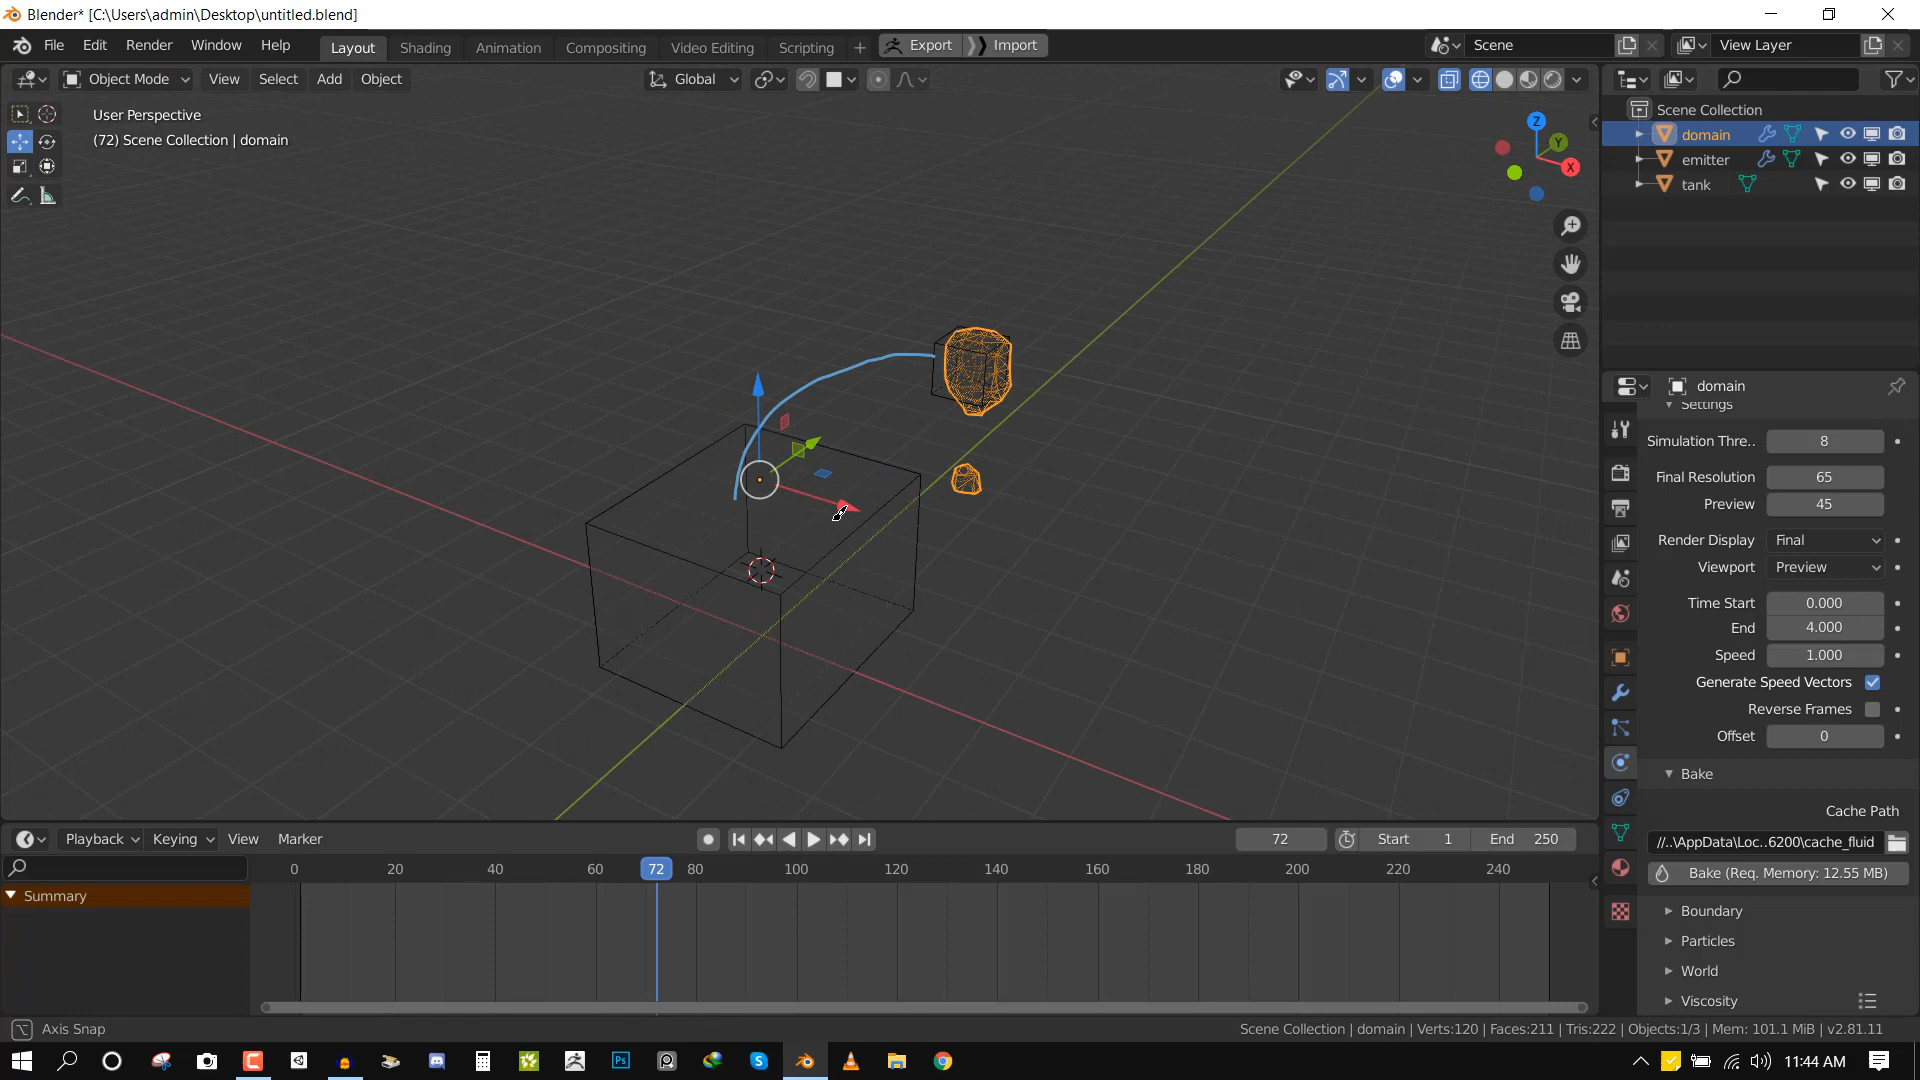 Blender* [C:\Users\admin\Desktop\untitled.blend]
File Edit Render Window Help Layout Shading Animation Compositing Video Editing Scripting + Export Import Scene View Layer
Object Mode View Select Add Object Global
User Perspective
(72) Scene Collection | domain
Z
Y
X
Scene Collection
domain
emitter
tank
domain
Settings
Simulation Thre.. 8
Final Resolution 65
Preview 45
Render Display Final
Viewport Preview
Time Start 0.000
End 4.000
Speed 1.000
Generate Speed Vectors
Reverse Frames
Offset 0
Bake
Cache Path
//..\AppData\Loc..6200\cache_fluid
Bake (Req. Memory: 12.55 MB)
Boundary
Particles
World
Viscosity
Playback Keying View Marker 72 Start 1 End 250
0 20 40 60 72 80 100 120 140 160 180 200 220 240
Summary
Axis Snap
Scene Collection | domain | Verts:120 | Faces:211 | Tris:222 | Objects:1/3 | Mem: 101.1 MiB | v2.81.11
Ps
11:44 AM